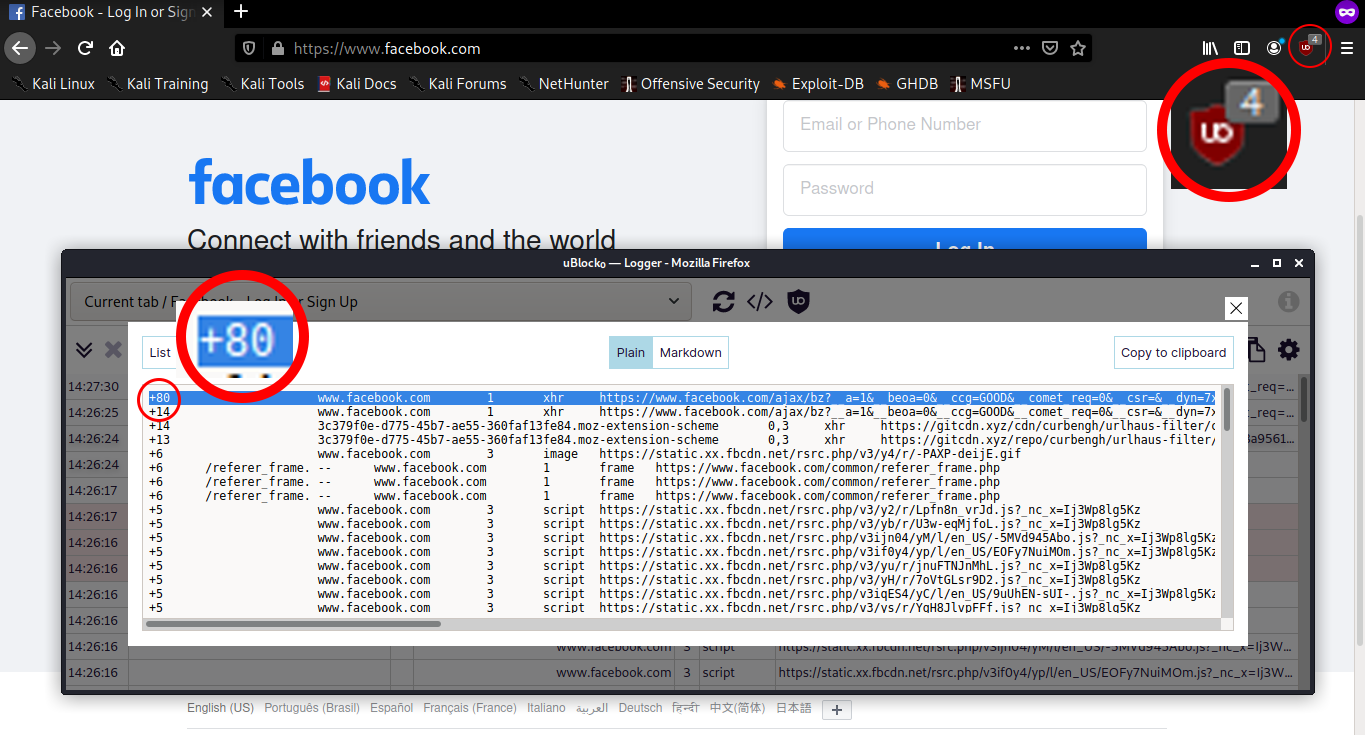 Facebook - Log In or Sign
https://www.facebook.com
4
Kali Linux Kali Training Kali Tools Kali Docs Kali Forums NetHunter Offensive Security Exploit-DB GHDB MSFU
4
Email or Phone Number
facebook
Password
Connect with friends and the world
Log In
uBlock₀ — Logger - Mozilla Firefox
Current tab / Facebook - Log In or Sign Up
+80
List Plain Markdown Copy to clipboard
14:27:30 _req=…
+80 www.facebook.com 1 xhr https://www.facebook.com/ajax/bz?__a=1&__beoa=0&__ccg=GOOD&__comet_req=0&__csr=&__dyn=7x
14:26:25 +14 www.facebook.com 1 xhr https://www.facebook.com/ajax/bz?__a=1&__beoa=0&__ccg=GOOD&__comet_req=0&__csr=&__dyn=7x _req=…
+14 3c379f0e-d775-45b7-ae55-360faf13fe84.moz-extension-scheme 0,3 xhr https://gitcdn.xyz/cdn/curbengh/urlhaus-filter/
14:26:24 +13 3c379f0e-d775-45b7-ae55-360faf13fe84.moz-extension-scheme 0,3 xhr https://gitcdn.xyz/repo/curbengh/urlhaus-filter/ 3a9561…
+6 www.facebook.com 3 image https://static.xx.fbcdn.net/rsrc.php/v3/y4/r/-PAXP-deijE.gif
14:26:24 +6 /referer_frame. -- www.facebook.com 1 frame https://www.facebook.com/common/referer_frame.php
+6 /referer_frame. -- www.facebook.com 1 frame https://www.facebook.com/common/referer_frame.php
14:26:17 +6 /referer_frame. -- www.facebook.com 1 frame https://www.facebook.com/common/referer_frame.php
+5 www.facebook.com 3 script https://static.xx.fbcdn.net/rsrc.php/v3/y2/r/Lpfn8n_vrJd.js?_nc_x=Ij3Wp8lg5Kz
14:26:17 +5 www.facebook.com 3 script https://static.xx.fbcdn.net/rsrc.php/v3/yb/r/U3w-eqMjfoL.js?_nc_x=Ij3Wp8lg5Kz
14:26:16 +5 www.facebook.com 3 script https://static.xx.fbcdn.net/rsrc.php/v3ijn04/yM/l/en_US/-5MVd945Abo.js?_nc_x=Ij3Wp8lg5Kz
+5 www.facebook.com 3 script https://static.xx.fbcdn.net/rsrc.php/v3if0y4/yp/l/en_US/EOFy7NuiMOm.js?_nc_x=Ij3Wp8lg5Kz
14:26:16 +5 www.facebook.com 3 script https://static.xx.fbcdn.net/rsrc.php/v3/yu/r/jnuFTNJnMhL.js?_nc_x=Ij3Wp8lg5Kz
+5 www.facebook.com 3 script https://static.xx.fbcdn.net/rsrc.php/v3/yH/r/7oVtGLsr9D2.js?_nc_x=Ij3Wp8lg5Kz
14:26:16 +5 www.facebook.com 3 script https://static.xx.fbcdn.net/rsrc.php/v3iqES4/yC/l/en_US/9uUhEN-sUI-.js?_nc_x=Ij3Wp8lg5Kz
+5 www.facebook.com 3 script https://static.xx.fbcdn.net/rsrc.php/v3/ys/r/YgH8JlvpFFf.js?_nc_x=Ij3Wp8lg5Kz
14:26:16
14:26:16 www.facebook.com 3 script https://static.xx.fbcdn.net/rsrc.php/v3ijn04/yM/l/en_US/-5MVd945Abo.js?_nc_x=Ij3W…
14:26:16 www.facebook.com 3 script https://static.xx.fbcdn.net/rsrc.php/v3if0y4/yp/l/en_US/EOFy7NuiMOm.js?_nc_x=Ij3W…
English (US) Português (Brasil) Español Français (France) Italiano العربية Deutsch हिन्दी 中文(简体) 日本語